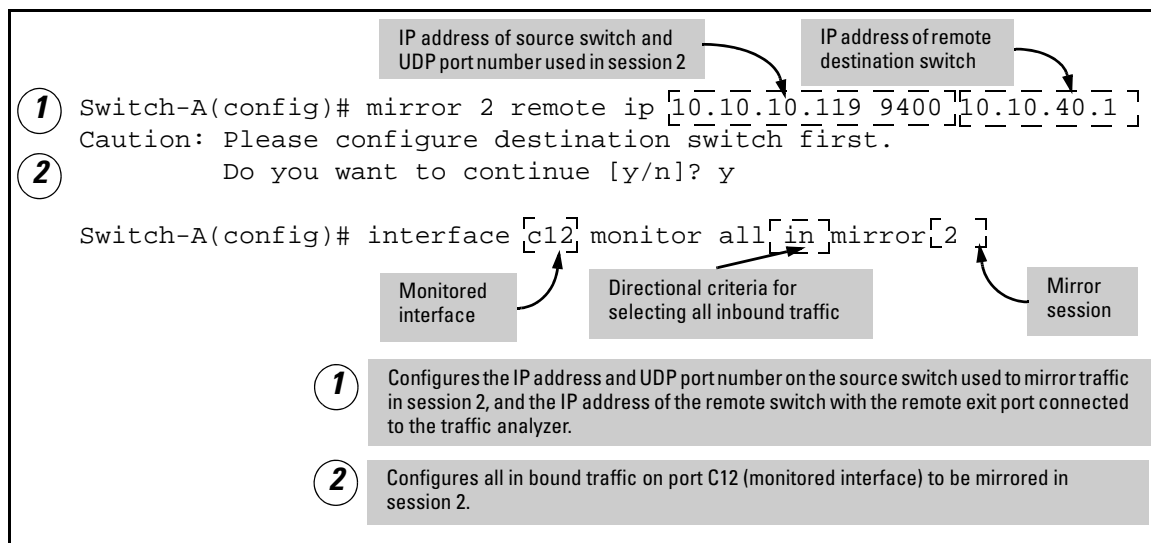 IP address of source switch and
UDP port number used in session 2
IP address of remote
destination switch
1
Switch-A(config)# mirror 2 remote ip 10.10.10.119 9400 10.10.40.1
Caution: Please configure destination switch first.
2
Do you want to continue [y/n]? y
Switch-A(config)# interface c12 monitor all in mirror 2
Monitored
interface
Directional criteria for
selecting all inbound traffic
Mirror
session
1
Configures the IP address and UDP port number on the source switch used to mirror traffic
in session 2, and the IP address of the remote switch with the remote exit port connected
to the traffic analyzer.
2
Configures all in bound traffic on port C12 (monitored interface) to be mirrored in
session 2.